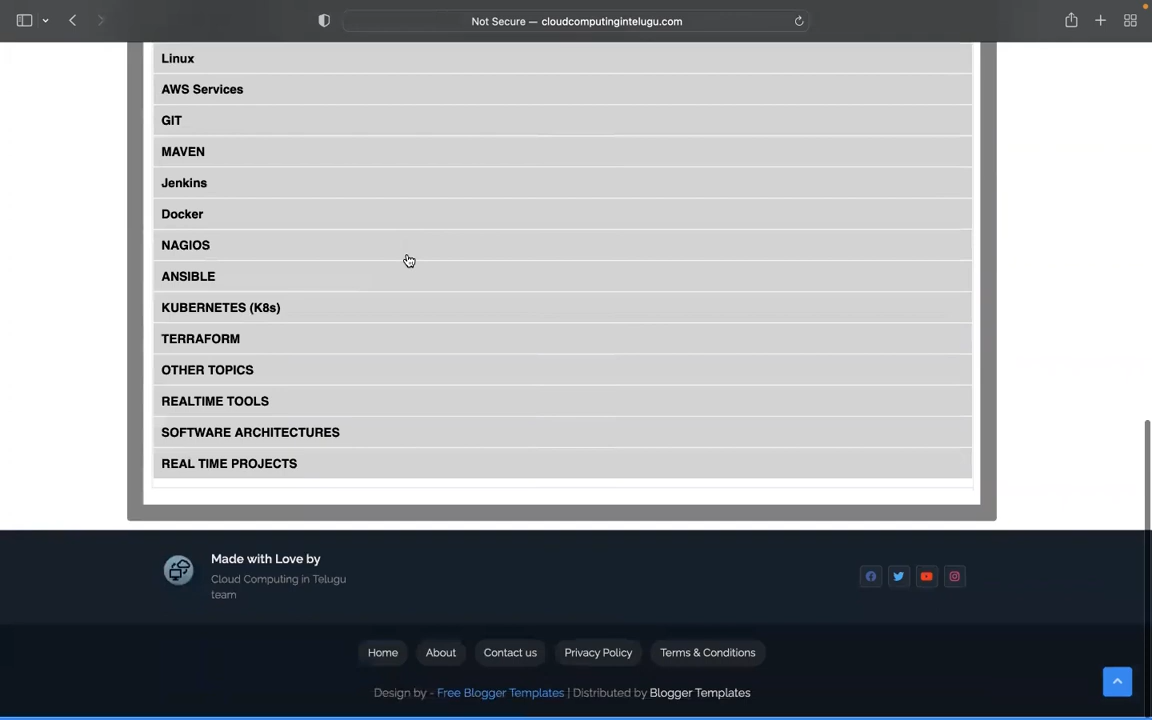 Not Secure — cloudcomputingintelugu.com
Linux
AWS Services
GIT
MAVEN
Jenkins
Docker
NAGIOS
ANSIBLE
KUBERNETES (K8s)
TERRAFORM
OTHER TOPICS
REALTIME TOOLS
SOFTWARE ARCHITECTURES
REAL TIME PROJECTS
Made with Love by
Cloud Computing in Telugu
team
Home About Contact us Privacy Policy Terms & Conditions
Design by - Free Blogger Templates | Distributed by Blogger Templates